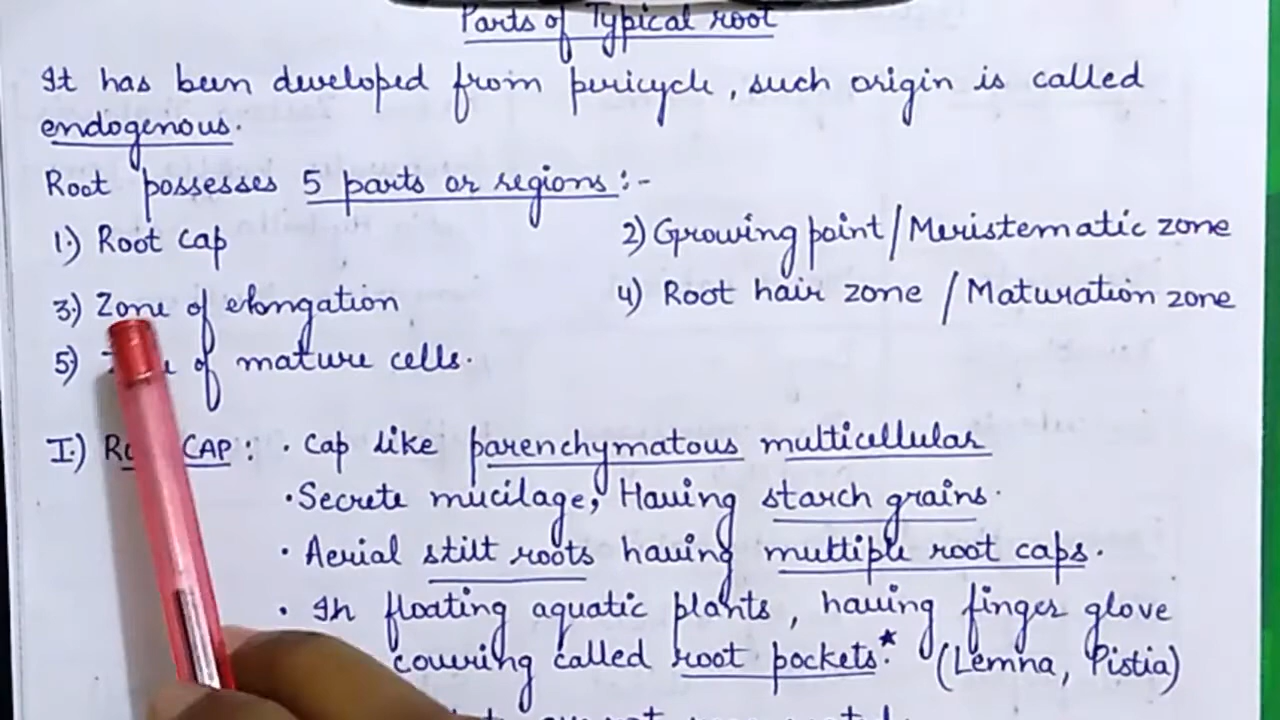 Parts of Typical root
It has been developed from pericycle, such origin is called
endogenous.
Root possesses 5 parts or regions :-
1.) Root cap 2.) Growing point / Meristematic zone
3.) Zone of elongation 4.) Root hair zone / Maturation zone
5.) of mature cells.
I.) CAP : • Cap like parenchymatous multicellular
• Secrete mucilage, Having starch grains.
• Aerial stilt roots having multiple root caps.
• In floating aquatic plants, having finger glove
covering called root pockets.* (Lemna, Pistia)